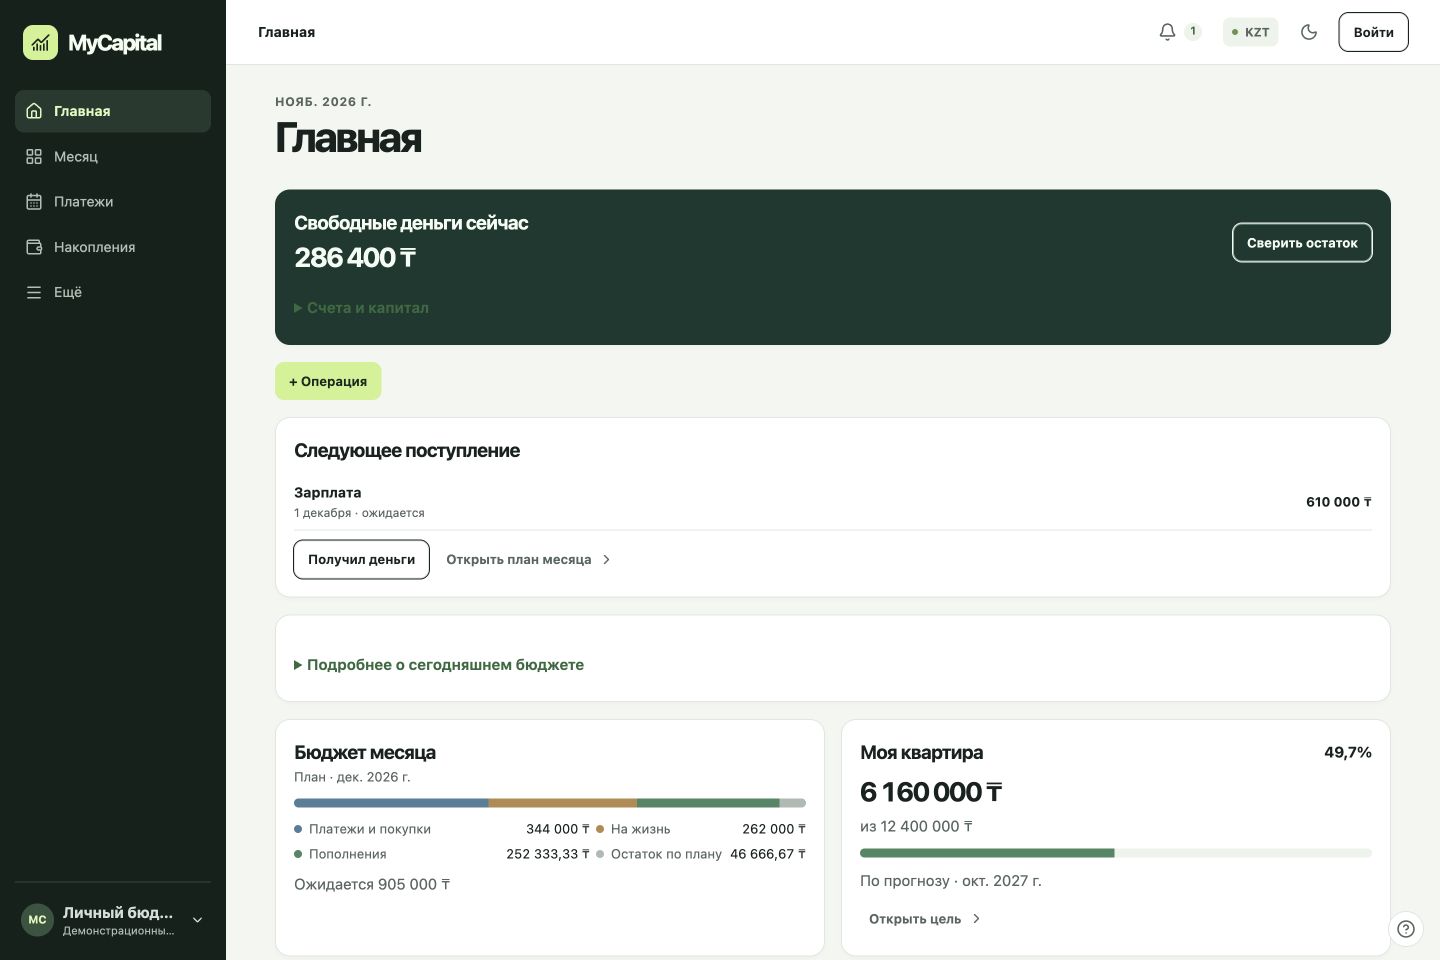 MyCapital
Главная
Месяц
Платежи
Накопления
Ещё
МС
Личный бюд...
Демонстрационны...
Главная
1
KZT
Войти
НОЯБ. 2026 Г.
Главная
Свободные деньги сейчас
286 400 ₸
Сверить остаток
Счета и капитал
+ Операция
Следующее поступление
Зарплата
1 декабря · ожидается
610 000 ₸
Получил деньги
Открыть план месяца
Подробнее о сегодняшнем бюджете
Бюджет месяца
План · дек. 2026 г.
Платежи и покупки 344 000 ₸
На жизнь 262 000 ₸
Пополнения 252 333,33 ₸
Остаток по плану 46 666,67 ₸
Ожидается 905 000 ₸
Моя квартира
49,7%
6 160 000 ₸
из 12 400 000 ₸
По прогнозу · окт. 2027 г.
Открыть цель
?